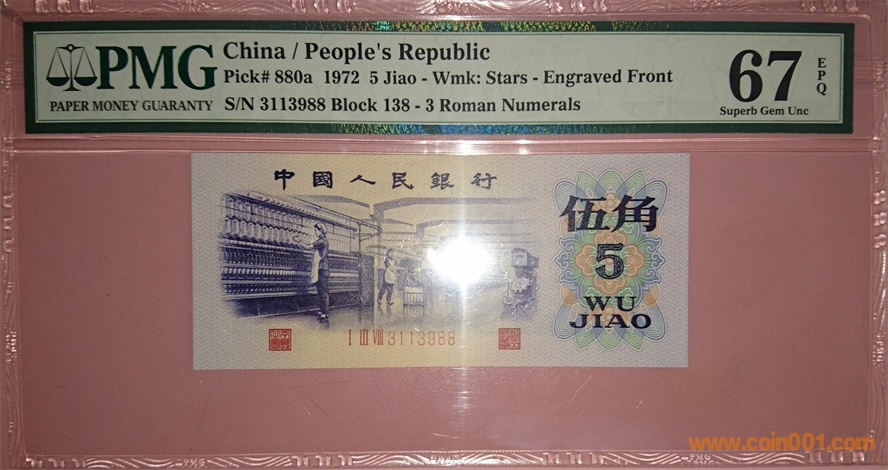 PMG
PAPER MONEY GUARANTY
China / People's Republic
Pick# 880a 1972 5 Jiao - Wmk: Stars - Engraved Front
S/N 3113988 Block 138 - 3 Roman Numerals
67
EPQ
Superb Gem Unc
中國人民銀行
伍角
5
WU
JIAO
I III VIII 3113988
www.coin001.com